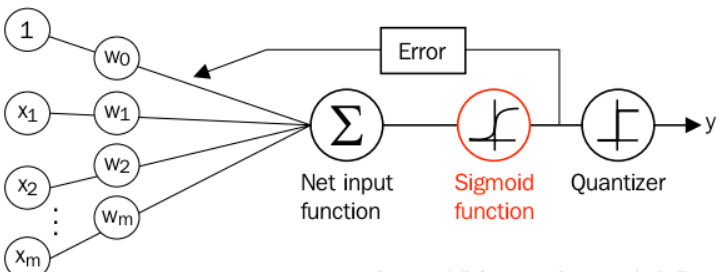 1
w0
Error
x1
w1
Σ
y
x2
w2
Net input
function
Sigmoid
function
Quantizer
wm
xm